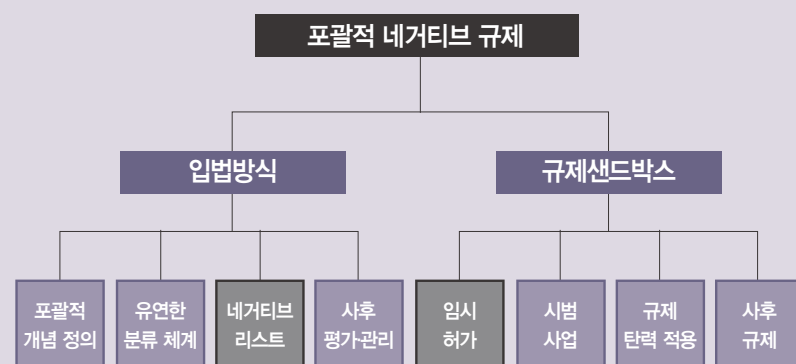 포괄적 네거티브 규제
입법방식
규제샌드박스
포괄적
개념 정의
유연한
분류 체계
네거티브
리스트
사후
평가·관리
임시
허가
시범
사업
규제
탄력 적용
사후
규제